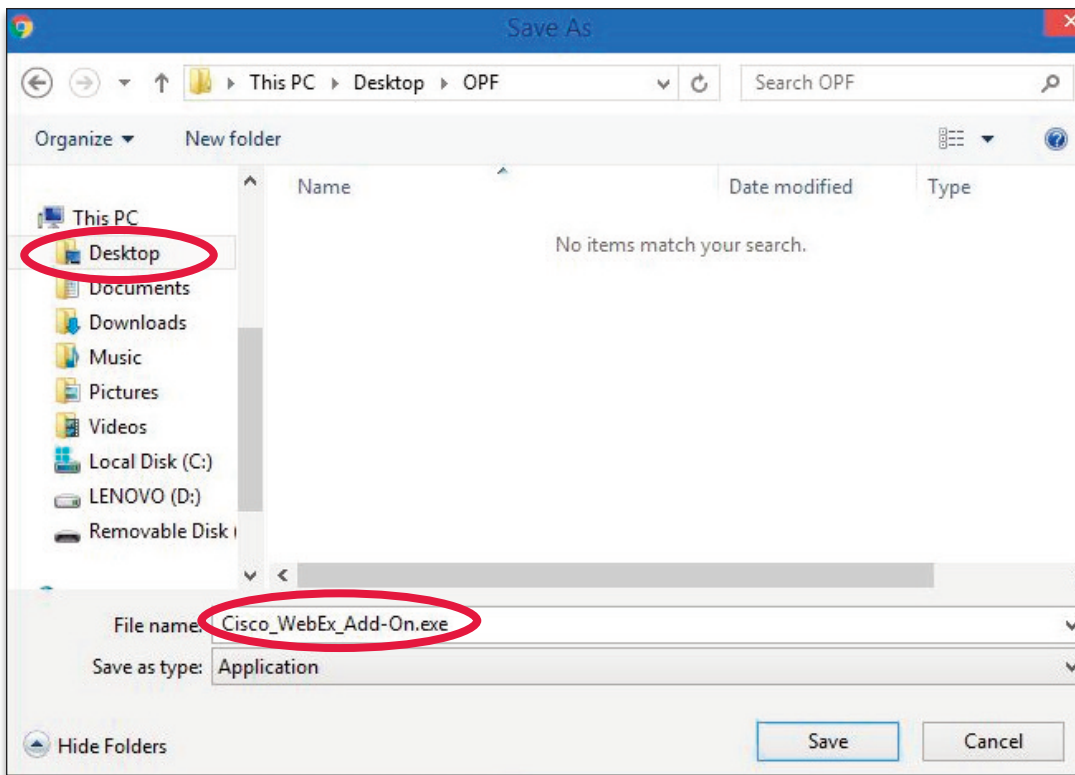 Save As
This PC Desktop OPF Search OPF
Organize New folder
Name Date modified Type
No items match your search.
This PC
Desktop
Documents
Downloads
Music
Pictures
Videos
Local Disk (C:)
LENOVO (D:)
Removable Disk (
File name: Cisco_WebEx_Add-On.exe
Save as type: Application
Hide Folders Save Cancel